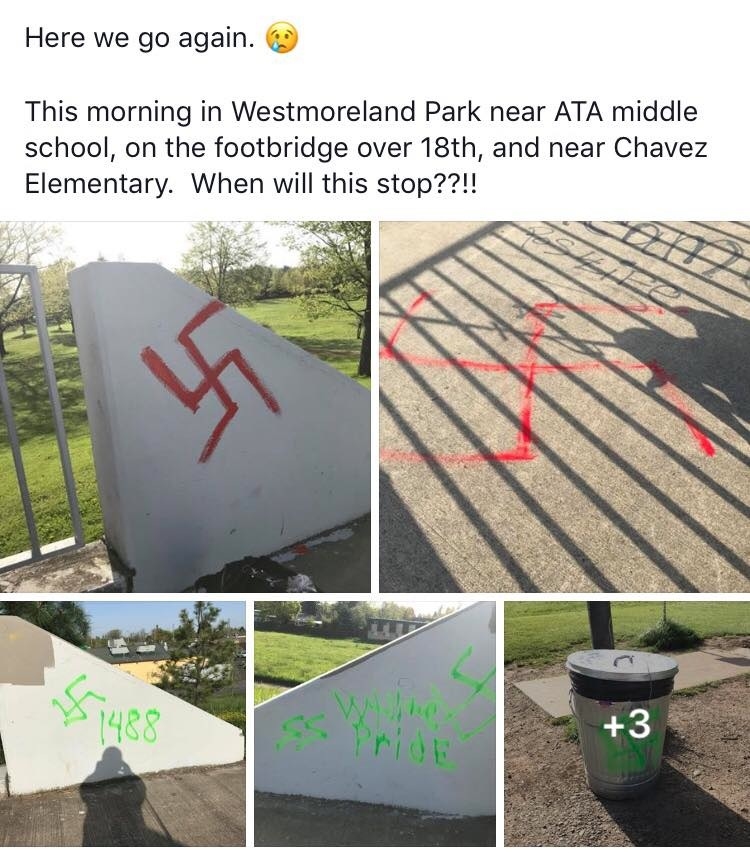 Here we go again. 😢
This morning in Westmoreland Park near ATA middle
school, on the footbridge over 18th, and near Chavez
Elementary. When will this stop??!!
1488
SS White
PridE
+3